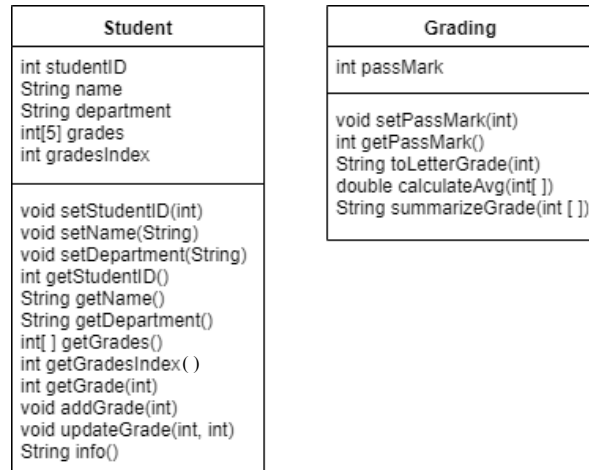 Student
int studentID
String name
String department
int[5] grades
int gradesIndex
void setStudentID(int)
void setName(String)
void setDepartment(String)
int getStudentID()
String getName()
String getDepartment()
int[ ] getGrades()
int getGradesIndex( )
int getGrade(int)
void addGrade(int)
void updateGrade(int, int)
String info()
Grading
int passMark
void setPassMark(int)
int getPassMark()
String toLetterGrade(int)
double calculateAvg(int[ ])
String summarizeGrade(int [ ])